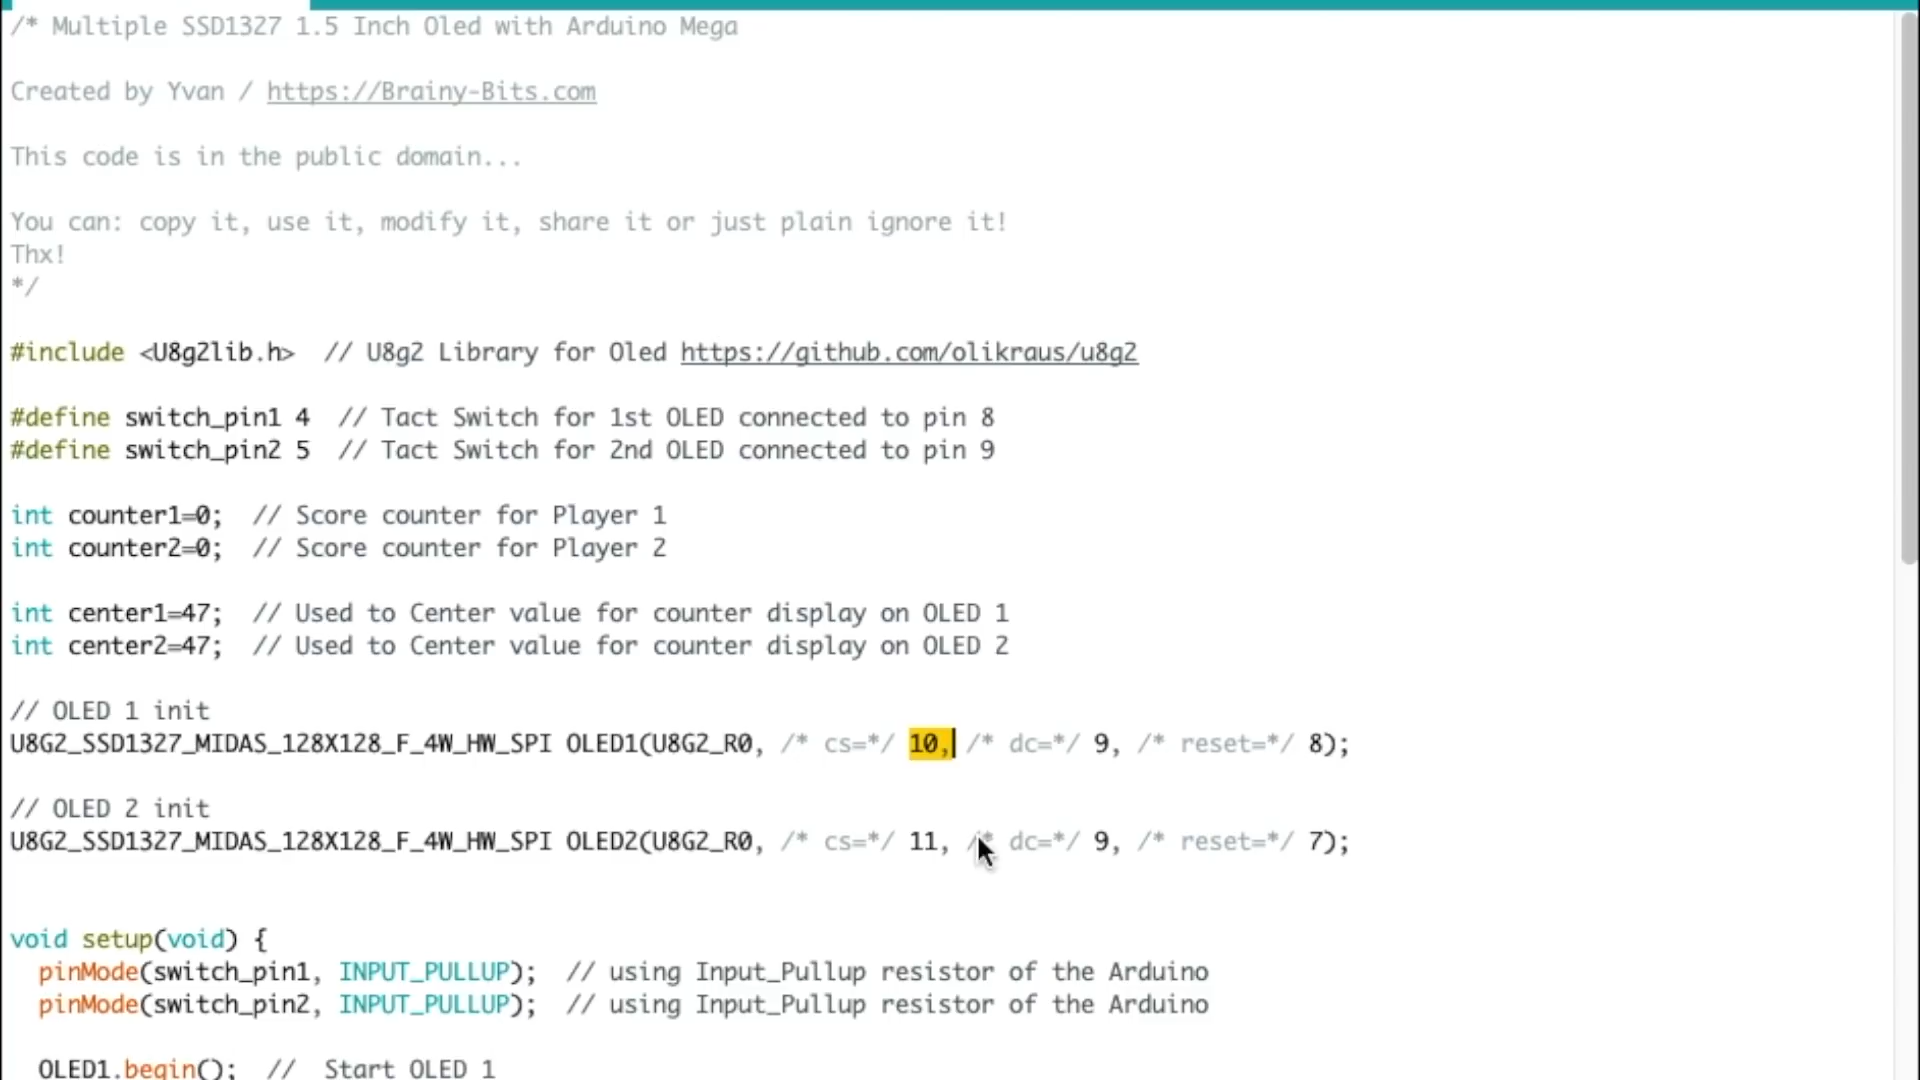 /* Multiple SSD1327 1.5 Inch Oled with Arduino Mega
Created by Yvan / https://Brainy-Bits.com
This code is in the public domain...
You can: copy it, use it, modify it, share it or just plain ignore it!
Thx!
*/
#include <U8g2lib.h>  // U8g2 Library for Oled https://github.com/olikraus/u8g2
#define switch_pin1 4  // Tact Switch for 1st OLED connected to pin 8
#define switch_pin2 5  // Tact Switch for 2nd OLED connected to pin 9
int counter1=0;  // Score counter for Player 1
int counter2=0;  // Score counter for Player 2
int center1=47;  // Used to Center value for counter display on OLED 1
int center2=47;  // Used to Center value for counter display on OLED 2
// OLED 1 init
U8G2_SSD1327_MIDAS_128X128_F_4W_HW_SPI OLED1(U8G2_R0, /* cs=*/ 10, /* dc=*/ 9, /* reset=*/ 8);
// OLED 2 init
U8G2_SSD1327_MIDAS_128X128_F_4W_HW_SPI OLED2(U8G2_R0, /* cs=*/ 11, /* dc=*/ 9, /* reset=*/ 7);
void setup(void) {
  pinMode(switch_pin1, INPUT_PULLUP);  // using Input_Pullup resistor of the Arduino
  pinMode(switch_pin2, INPUT_PULLUP);  // using Input_Pullup resistor of the Arduino
  OLED1.begin();  //  Start OLED 1